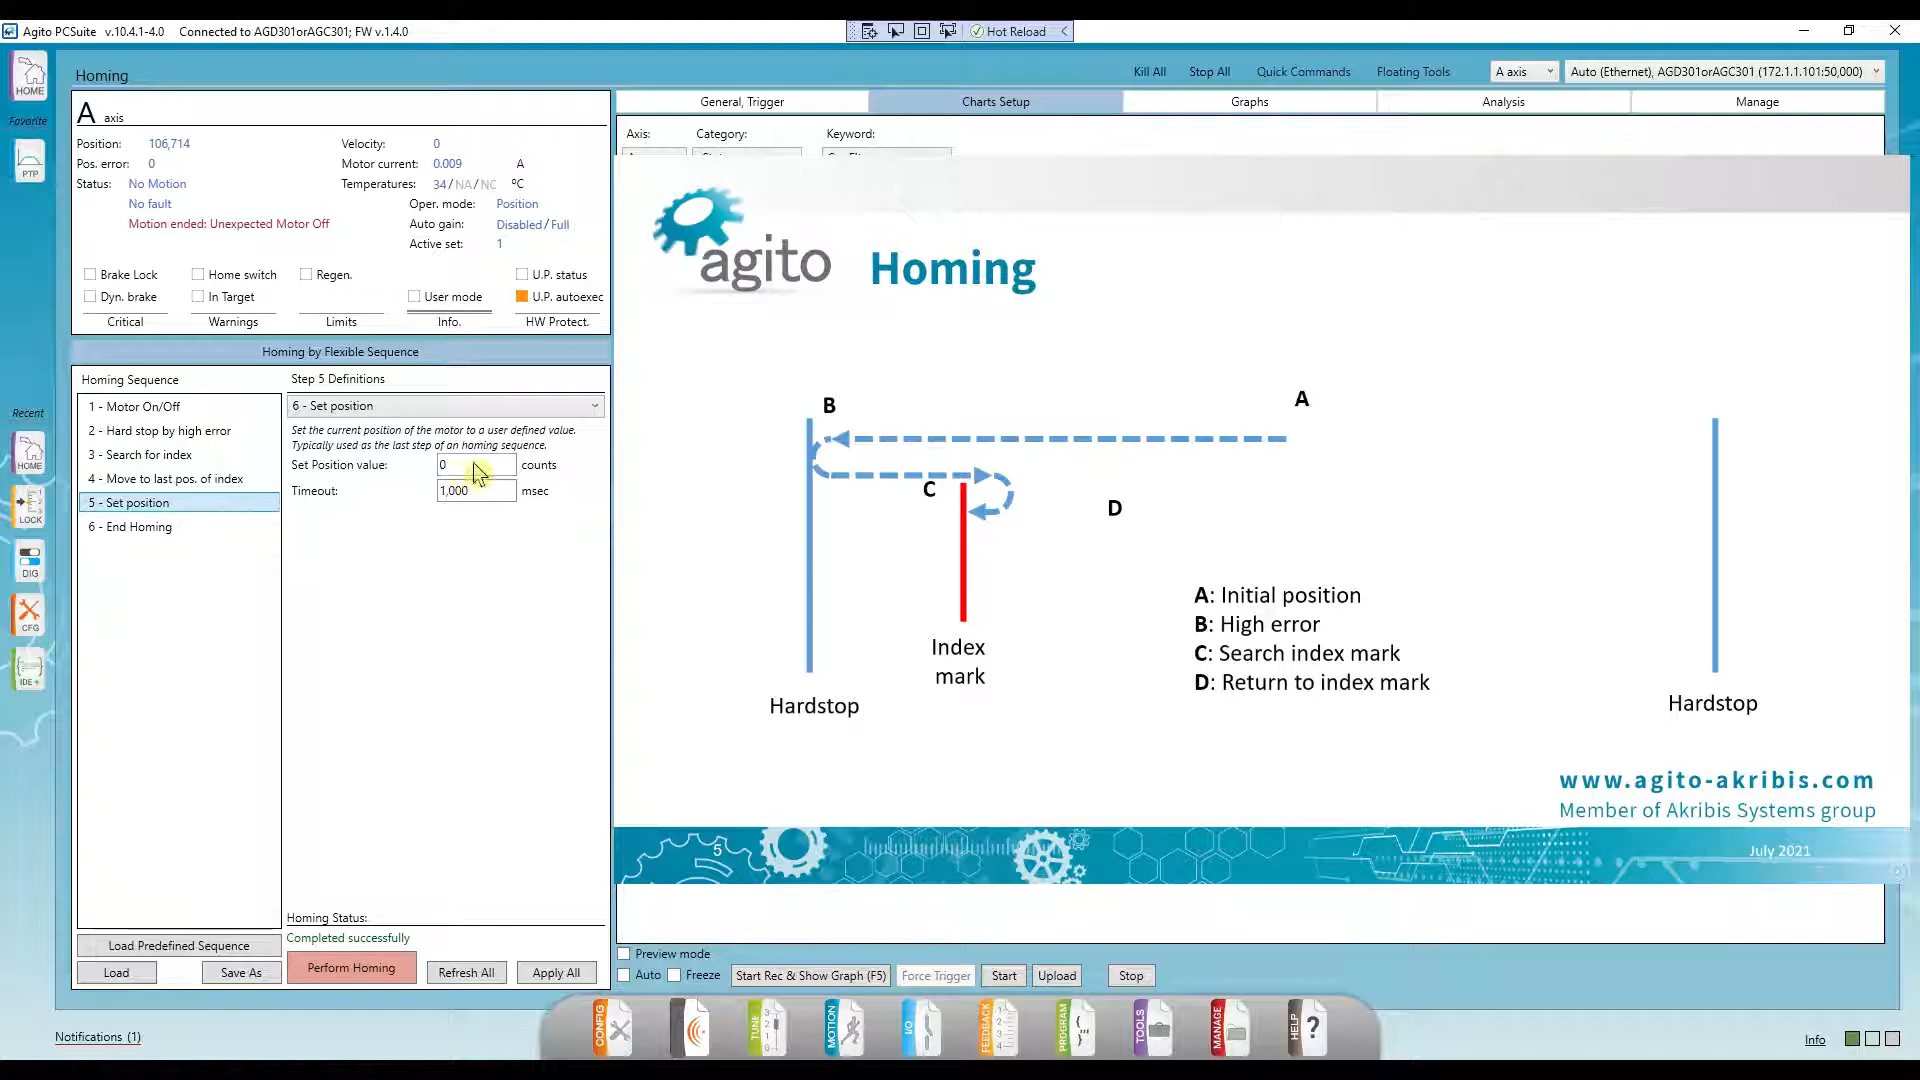 Agito PCSuite v.10.4.1-4.0 Connected to AGD301orAGC301; FW v.1.4.0
Hot Reload
HOME
Homing
Kill All Stop All Quick Commands Floating Tools A axis Auto (Ethernet), AGD301orAGC301 (172.1.1.101:50,000)
Favorite
PTP
Recent
HOME
LOCK
DIG
CFG
IDE+
A axis
Position: 106,714 Velocity: 0
Pos. error: 0 Motor current: 0.009 A
Status: No Motion Temperatures: 34/NA/NC ºC
No fault Oper. mode: Position
Motion ended: Unexpected Motor Off Auto gain: Disabled/Full
Active set: 1
Brake Lock Home switch Regen. U.P. status
Dyn. brake In Target User mode U.P. autoexec
Critical Warnings Limits Info. HW Protect.
Homing by Flexible Sequence
Homing Sequence
1 - Motor On/Off
2 - Hard stop by high error
3 - Search for index
4 - Move to last pos. of index
5 - Set position
6 - End Homing
Step 5 Definitions
6 - Set position
Set the current position of the motor to a user defined value.
Typically used as the last step of an homing sequence.
Set Position value: 0 counts
Timeout: 1,000 msec
Homing Status:
Completed successfully
Load Predefined Sequence
Load Save As Perform Homing Refresh All Apply All
General, Trigger Charts Setup Graphs Analysis Manage
Axis: Category: Keyword:
agito
Homing
B
A
C
D
Index
mark
Hardstop
Hardstop
A: Initial position
B: High error
C: Search index mark
D: Return to index mark
www.agito-akribis.com
Member of Akribis Systems group
5
July 2021
Preview mode
Auto Freeze Start Rec & Show Graph (F5) Force Trigger Start Upload Stop
CONFIG
TUNE
MOTION
I/O
FEEDBACK
PROGRAM
TOOLS
MANAGE
HELP
Notifications (1)
Info